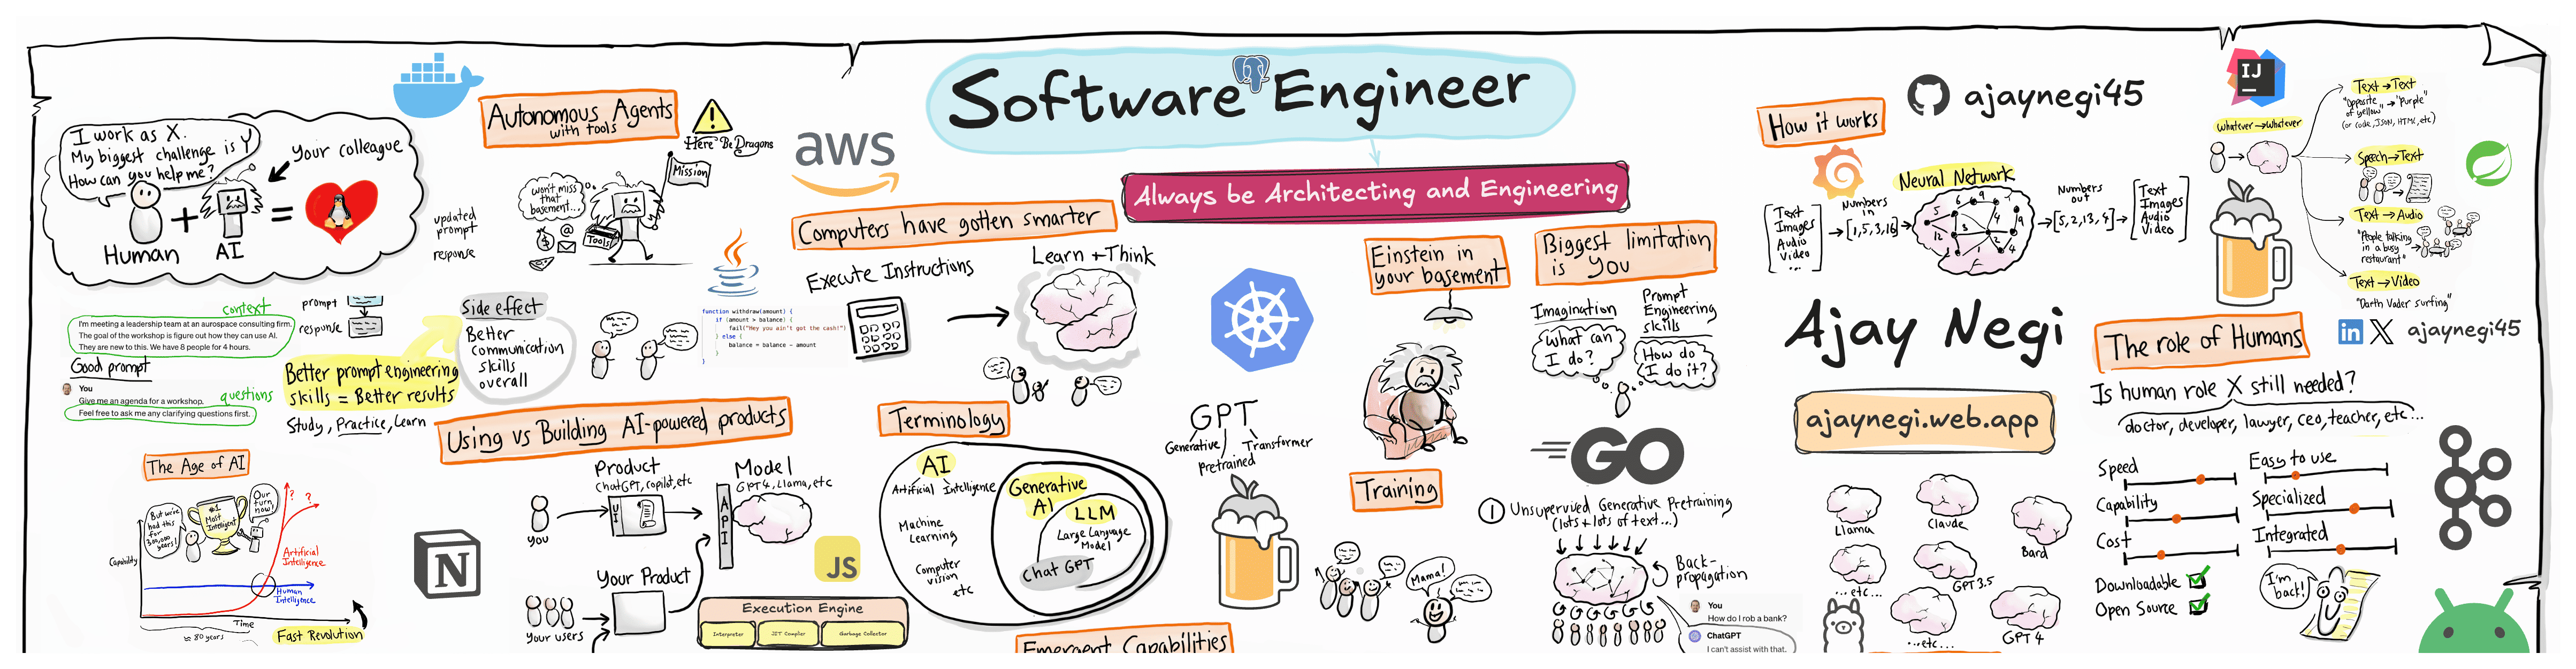 I work as X.
My biggest challenge is Y
How can you help me?
your colleague
Human
+
AI
=
updated
prompt
response
Autonomous Agents
with tools
Here Be Dragons
Mission
won't miss
that
basement...
Tools
@
$
aws
Software Engineer
Always be Architecting and Engineering
Computers have gotten smarter
Execute Instructions
Learn + Think
function withdraw(amount) {
if (amount > balance) {
fail("Hey you ain't got the cash!")
} else {
balance = balance - amount
}
context
I'm meeting a leadership team at an aurospace consulting firm.
The goal of the workshop is figure out how they can use AI.
They are new to this. We have 8 people for 4 hours.
Good prompt
You
Give me an agenda for a workshop.
questions
Feel free to ask me any clarifying questions first.
prompt
response
Better prompt engineering
skills = Better results
Study, Practice, Learn
Side effect
Better
communication
skills
overall
Einstein in
your basement
Biggest limitation
is you
Imagination
What can
I do?
Prompt
Engineering
skills
How do
I do it?
How it works
ajaynegi45
Neural Network
Text
Images
Audio
Video
...
Numbers
in
[1,5,3,16]
Numbers
out
[5,2,13,4]
Text
Images
Audio
Video
IJ
Whatever→Whatever
Text→Text
"Opposite
of yellow"→"Purple"
(or code, JSON, HTML, etc)
Speech→Text
Text→Audio
"People talking
in a busy
restaurant"
Text→Video
"Darth Vader surfing"
Ajay Negi
ajaynegi.web.app
in X ajaynegi45
The role of Humans
Is human role X still needed?
doctor, developer, lawyer, ceo, teacher, etc...
Speed
Capability
Cost
Downloadable
Open Source
Easy to use
Specialized
Integrated
I'm
back!
Llama
Claude
Bard
...etc...
GPT 3.5
GPT 4
...etc...
The Age of AI
But we've
had this
for
300,000
years!
#1
Most
Intelligent
Our
turn
now!
? ?
Capability
Artificial
Intelligence
Human
Intelligence
Time
≈ 80 years
Fast Revolution
Using vs Building AI-powered products
Product
ChatGPT, copilot, etc
Model
GPT4, Llama, etc
you
UI
API
Your Product
Your users
N
JS
Execution Engine
Interpreter
JIT Compiler
Garbage Collector
Terminology
AI
Artificial Intelligence
Machine
Learning
Computer
vision
etc
Generative
AI
LLM
Large Language
Model
Chat GPT
GPT
Generative
Pretrained
Transformer
Emergent Capabilities
Training
Mama!
GO
1 Unsupervied Generative Pretraining
(lots + lots of text...)
Back-
propagation
You
How do I rob a bank?
ChatGPT
I can't assist with that.